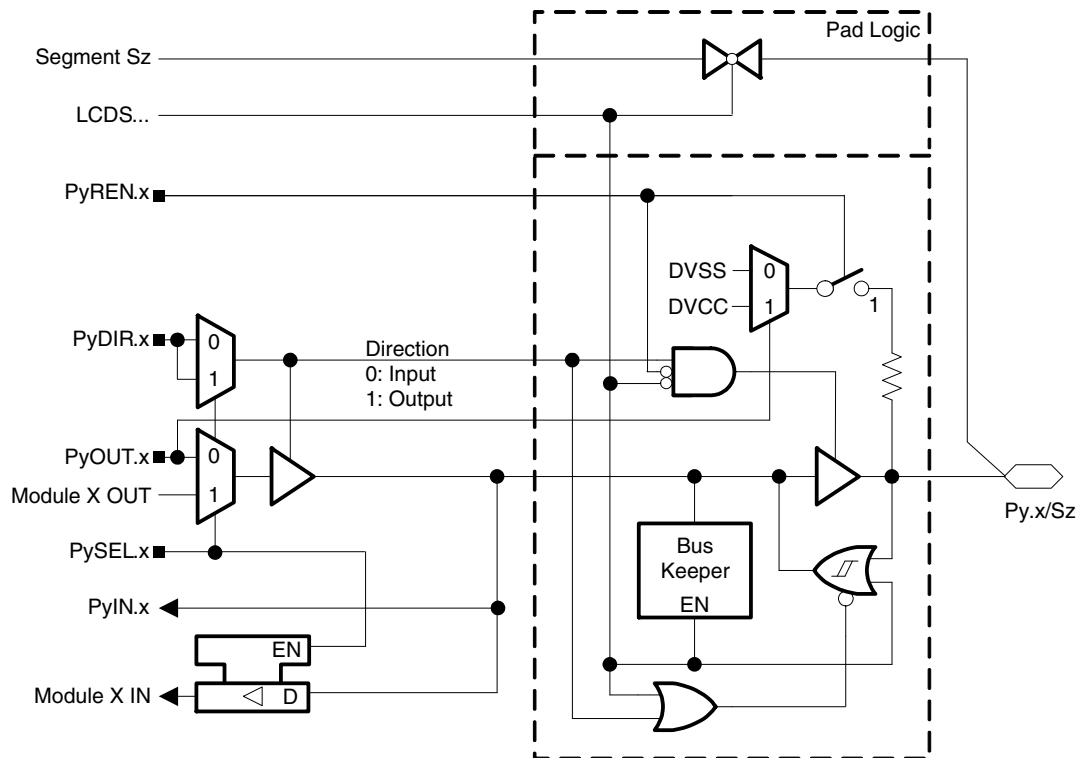 Pad Logic
Segment Sz
LCDS...
PyREN.x
DVSS
0
DVCC
1
1
PyDIR.x
0
1
Direction
0: Input
1: Output
PyOUT.x
0
Module X OUT
1
Py.x/Sz
PySEL.x
Bus
Keeper
EN
PyIN.x
EN
Module X IN
D